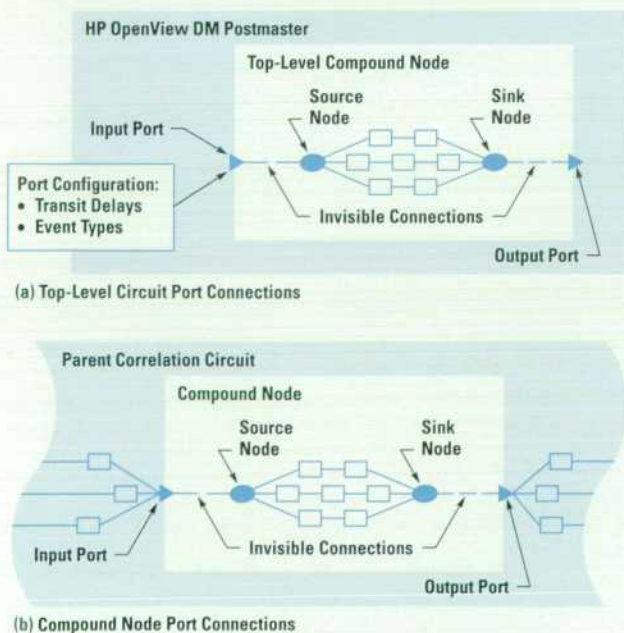 HP OpenView DM Postmaster
Top-Level Compound Node
Source
Node
Sink
Node
Input Port
Port Configuration:
• Transit Delays
• Event Types
Invisible Connections
Output Port
(a) Top-Level Circuit Port Connections
Parent Correlation Circuit
Compound Node
Source
Node
Sink
Node
Input Port
Invisible Connections
Output Port
(b) Compound Node Port Connections